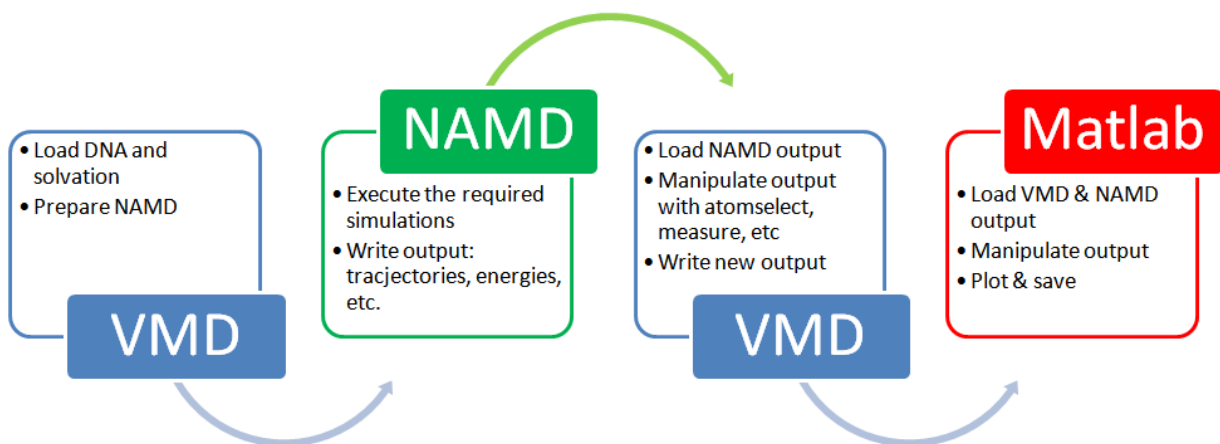 • Load DNA and
solvation
• Prepare NAMD
VMD
NAMD
• Execute the required
simulations
• Write output:
tracjectories, energies,
etc.
• Load NAMD output
• Manipulate output
with atomselect,
measure, etc
• Write new output
VMD
Matlab
• Load VMD & NAMD
output
• Manipulate output
• Plot & save